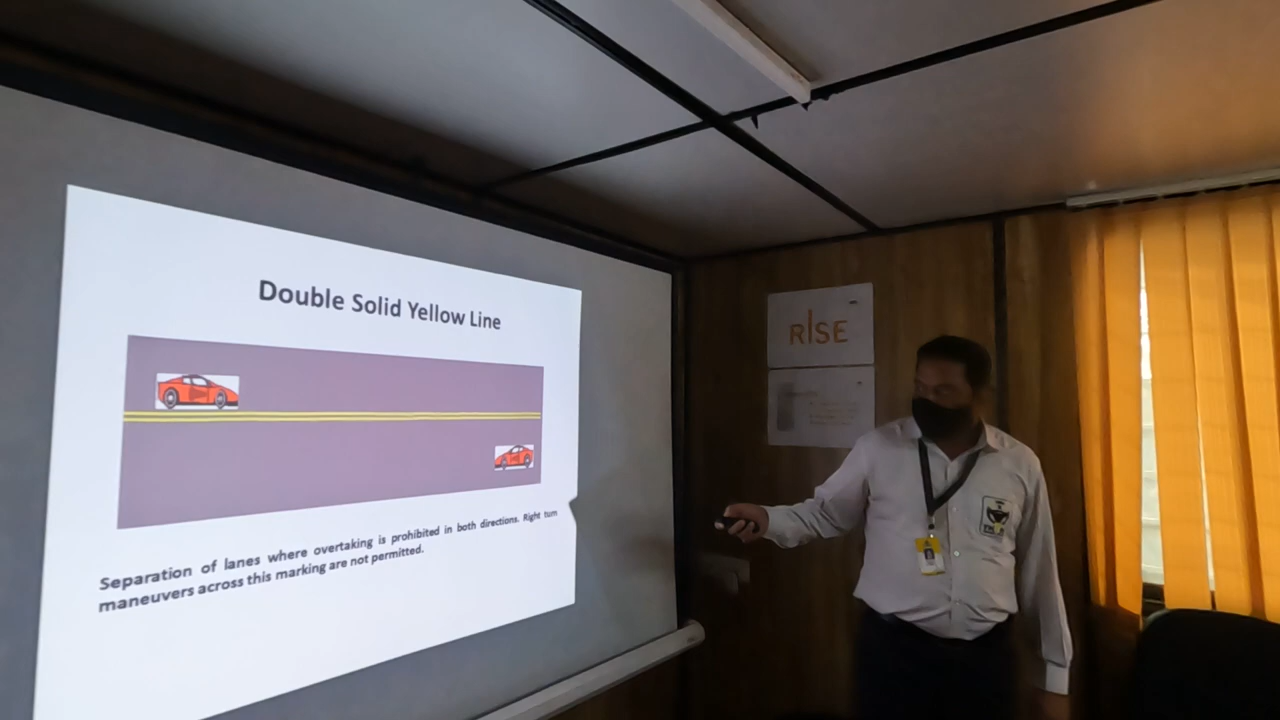 Double Solid Yellow Line
Separation of lanes where overtaking is prohibited in both directions. Right turn
maneuvers across this marking are not permitted.
RISE